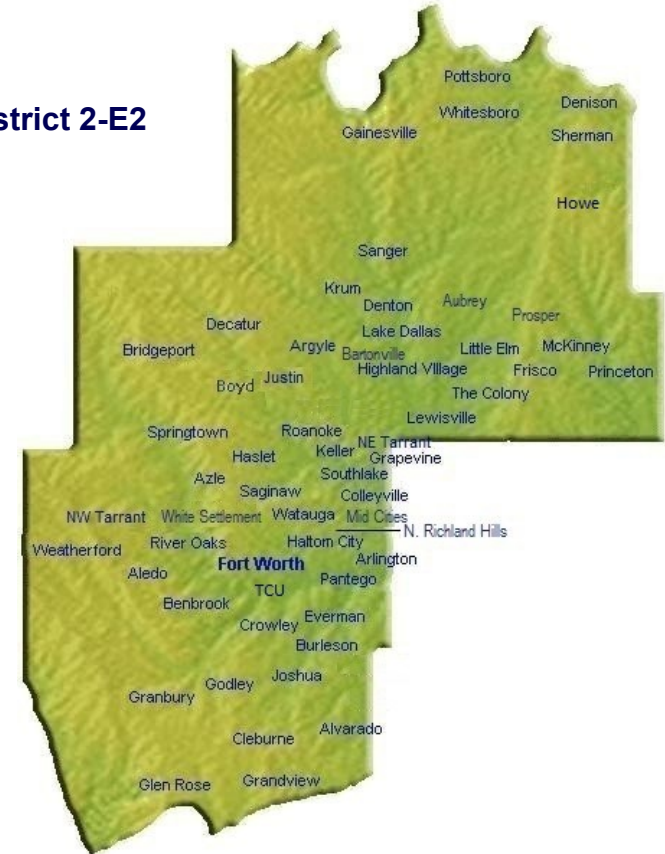 strict 2-E2
Pottsboro
Denison
Whitesboro
Gainesville
Sherman
Howe
Sanger
Krum
Denton
Aubrey
Prosper
Decatur
Lake Dallas
Bridgeport
Argyle
Bartonville
Little Elm
McKinney
Highland VIllage
Frisco
Princeton
Boyd
Justin
The Colony
Lewisville
Springtown
Roanoke
NE Tarrant
Haslet
Keller
Grapevine
Azle
Southlake
Saginaw
Colleyville
NW Tarrant
White Settlement
Watauga
Mid Cities
N. Richland Hills
Weatherford
River Oaks
Haltom City
Fort Worth
Arlington
Aledo
Pantego
TCU
Benbrook
Everman
Crowley
Burleson
Joshua
Godley
Granbury
Alvarado
Cleburne
Glen Rose
Grandview